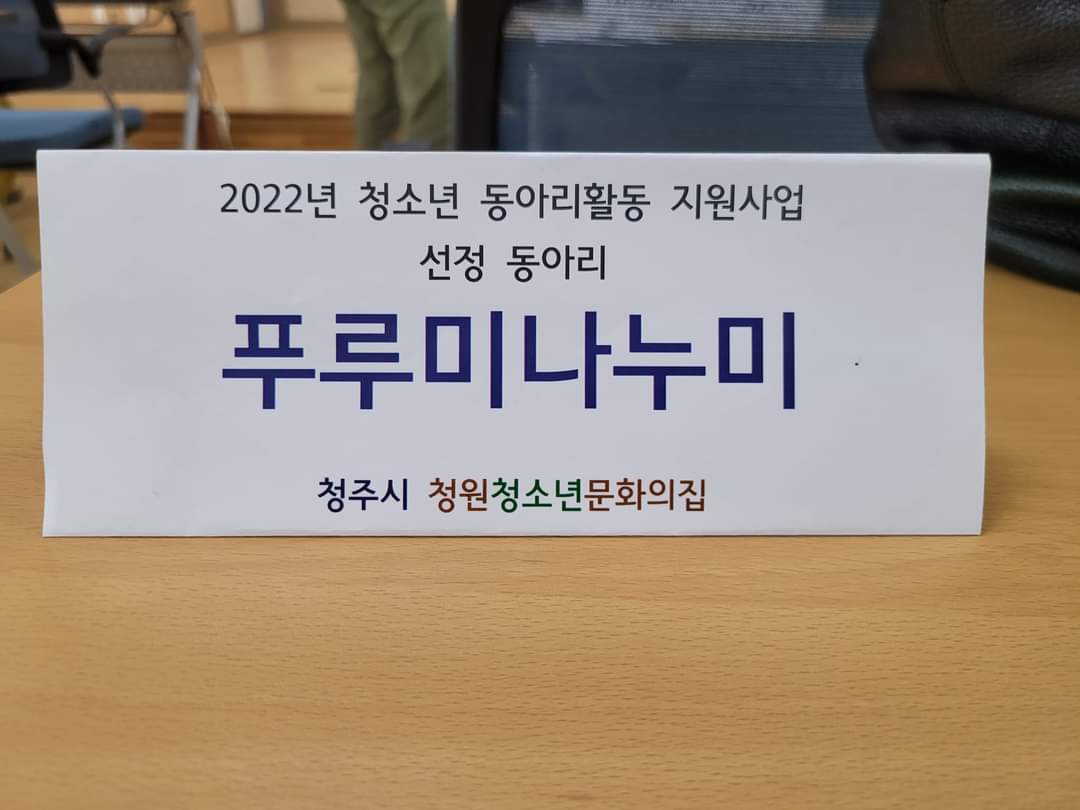 2022년 청소년 동아리활동 지원사업
선정 동아리
푸루미나누미
청주시 청원청소년문화의집